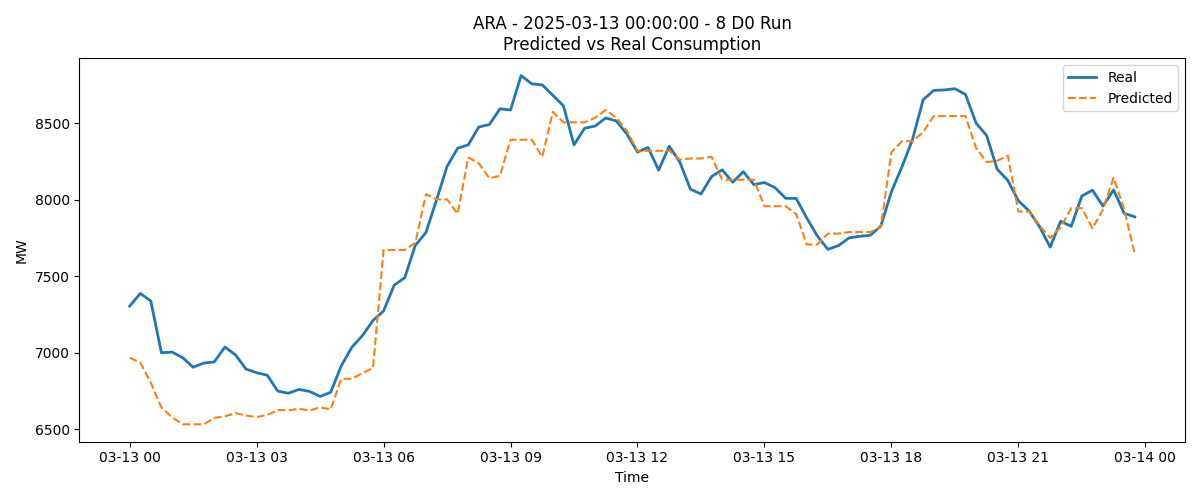 ARA - 2025-03-13 00:00:00 - 8 D0 Run
Predicted vs Real Consumption
Real
Predicted
MW
8500
8000
7500
7000
6500
03-13 00
03-13 03
03-13 06
03-13 09
03-13 12
03-13 15
03-13 18
03-13 21
03-14 00
Time